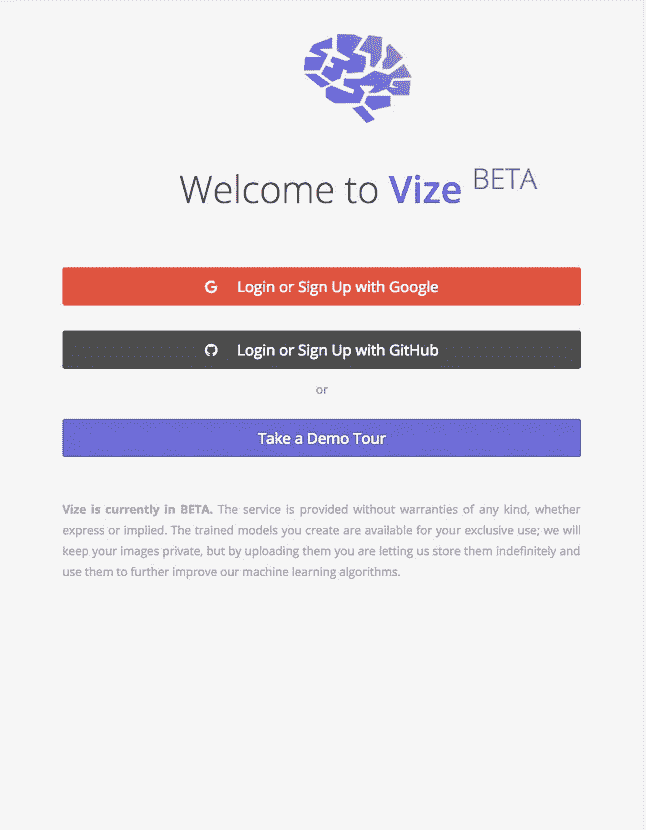 Welcome to Vize BETA
Login or Sign Up with Google
Login or Sign Up with GitHub
or
Take a Demo Tour
Vize is currently in BETA. The service is provided without warranties of any kind, whether
express or implied. The trained models you create are available for your exclusive use; we will
keep your images private, but by uploading them you are letting us store them indefinitely and
use them to further improve our machine learning algorithms.